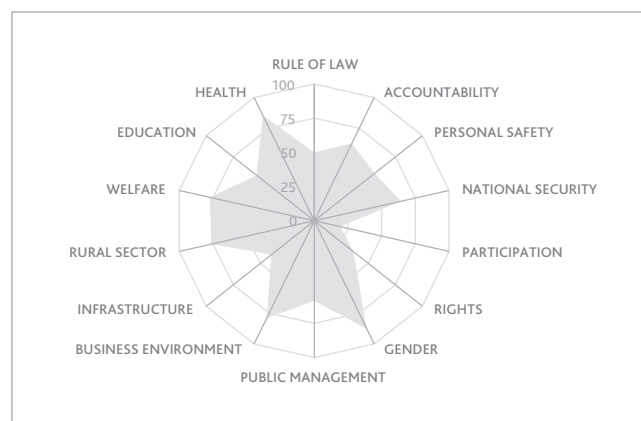 RULE OF LAW
100
HEALTH
ACCOUNTABILITY
75
EDUCATION
PERSONAL SAFETY
50
WELFARE
25
NATIONAL SECURITY
0
RURAL SECTOR
PARTICIPATION
INFRASTRUCTURE
RIGHTS
BUSINESS ENVIRONMENT
GENDER
PUBLIC MANAGEMENT